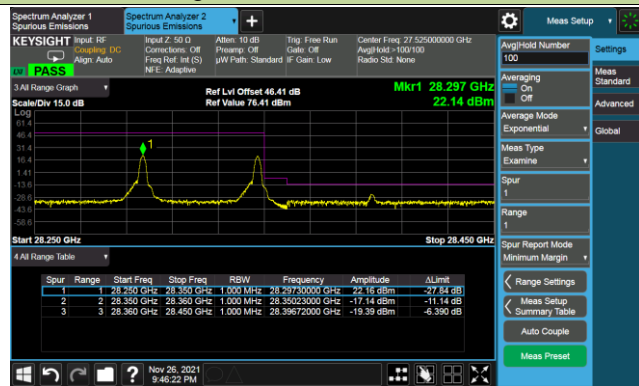 Spectrum Analyzer 1
Spurious Emissions
Spectrum Analyzer 2
Spurious Emissions
Meas Setup
KEYSIGHT
Input: RF
Coupling: DC
Align: Auto
Input Z: 50 Ω
Corrections: Off
Freq Ref: Int (S)
NFE: Adaptive
Atten: 10 dB
Preamp: Off
µW Path: Standard
Trig: Free Run
Gate: Off
IF Gain: Low
Center Freq: 27.525000000 GHz
Avg|Hold:>100/100
Radio Std: None
PASS
3 All Range Graph
Scale/Div 15.0 dB
Ref Lvl Offset 46.41 dB
Ref Value 76.41 dBm
Mkr1 28.297 GHz
22.14 dBm
Log
61.4
46.4
31.4
16.4
1.41
-13.6
-28.6
-43.6
-58.6
1
Start 28.250 GHz
Stop 28.450 GHz
4 All Range Table
Spur Range Start Freq Stop Freq RBW Frequency Amplitude ΔLimit
1 1 28.250 GHz 28.350 GHz 1.000 MHz 28.29730000 GHz 22.16 dBm -27.84 dB
2 2 28.350 GHz 28.360 GHz 1.000 MHz 28.35023000 GHz -17.14 dBm -11.14 dB
3 3 28.360 GHz 28.450 GHz 1.000 MHz 28.39672000 GHz -19.39 dBm -6.390 dB
Avg|Hold Number
100
Averaging
On
Off
Average Mode
Exponential
Meas Type
Examine
Spur
1
Range
1
Spur Report Mode
Minimum Margin
Range Settings
Meas Setup
Summary Table
Auto Couple
Meas Preset
Settings
Meas
Standard
Advanced
Global
Nov 26, 2021
9:46:22 PM